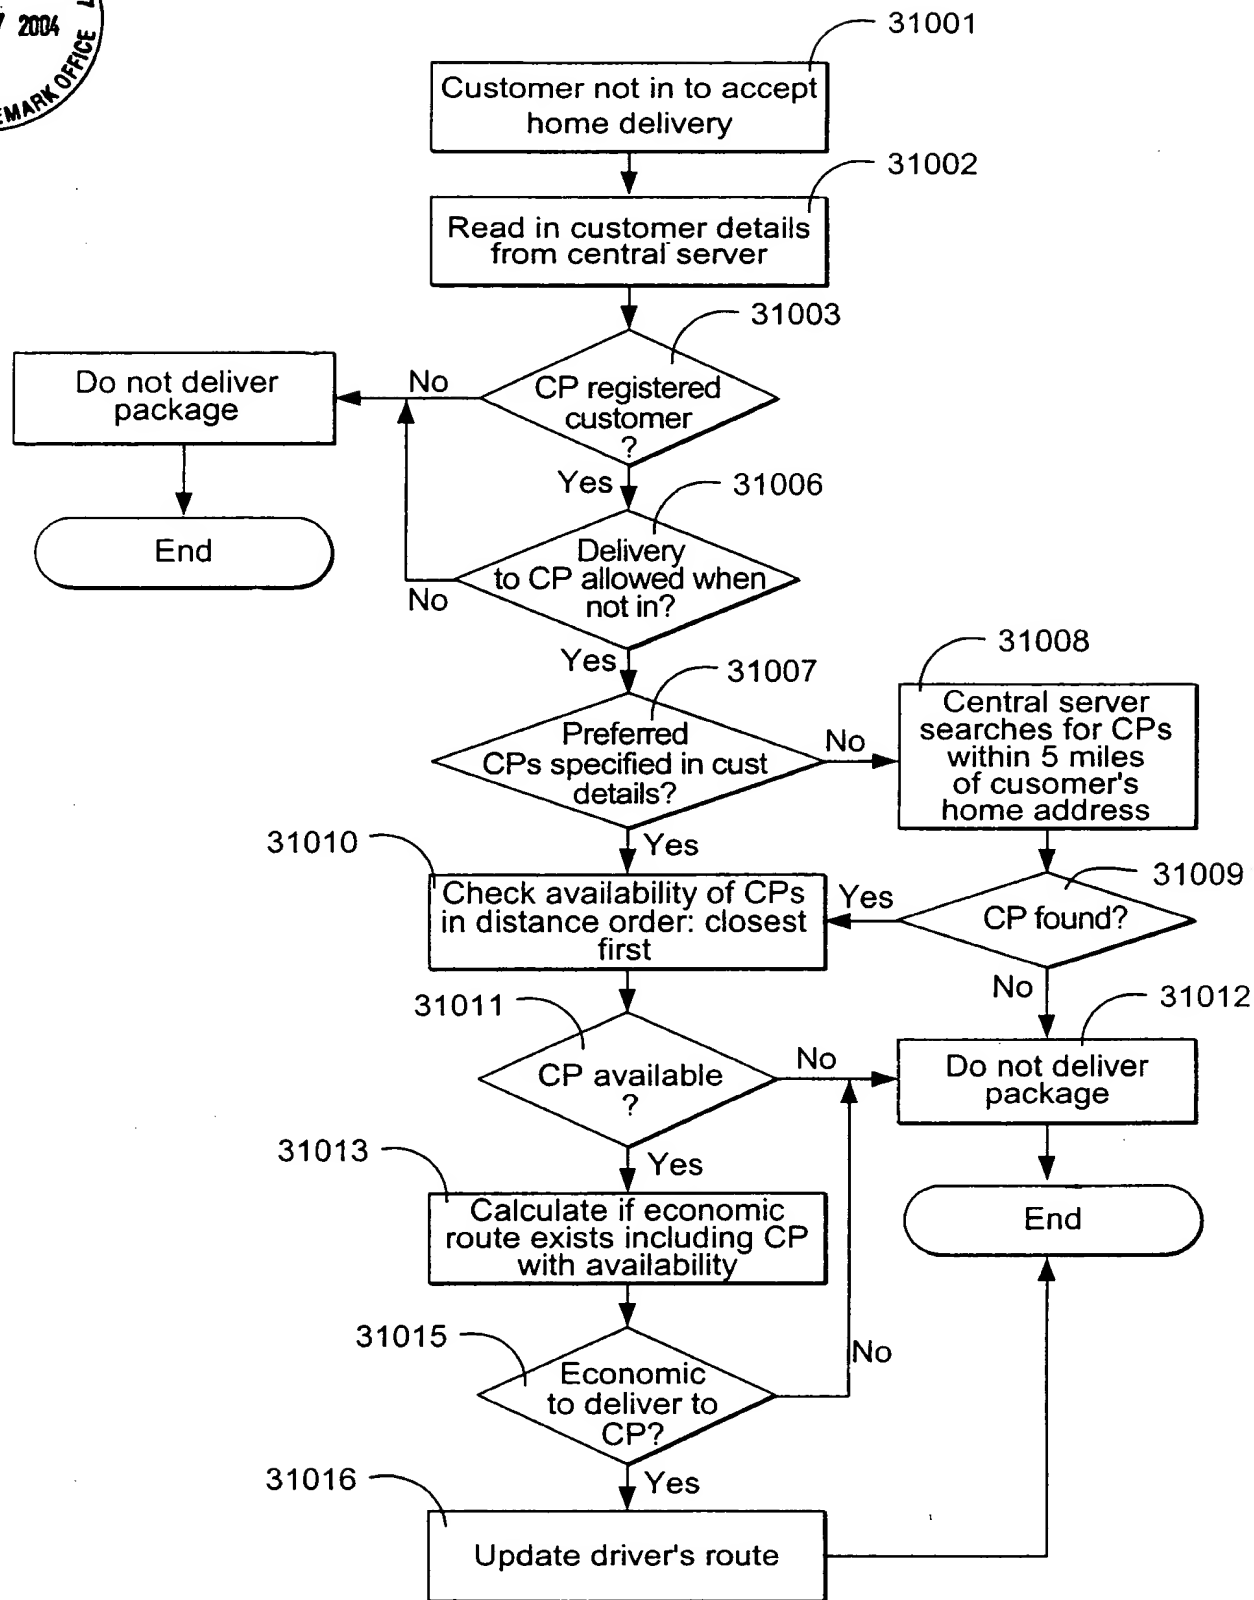 7 2004
EMARK OFFICE
31001
Customer not in to accept
home delivery
31002
Read in customer details
from central server
31003
CP registered
customer
?
No
Do not deliver
package
End
Yes
31006
Delivery
to CP allowed when
not in?
No
Yes
31007
Preferred
CPs specified in cust
details?
No
31008
Central server
searches for CPs
within 5 miles
of cusomer's
home address
Yes
31010
Check availability of CPs
in distance order: closest
first
Yes
31009
CP found?
No
31011
CP available
?
No
31012
Do not deliver
package
End
Yes
31013
Calculate if economic
route exists including CP
with availability
31015
Economic
to deliver to
CP?
No
Yes
31016
Update driver's route